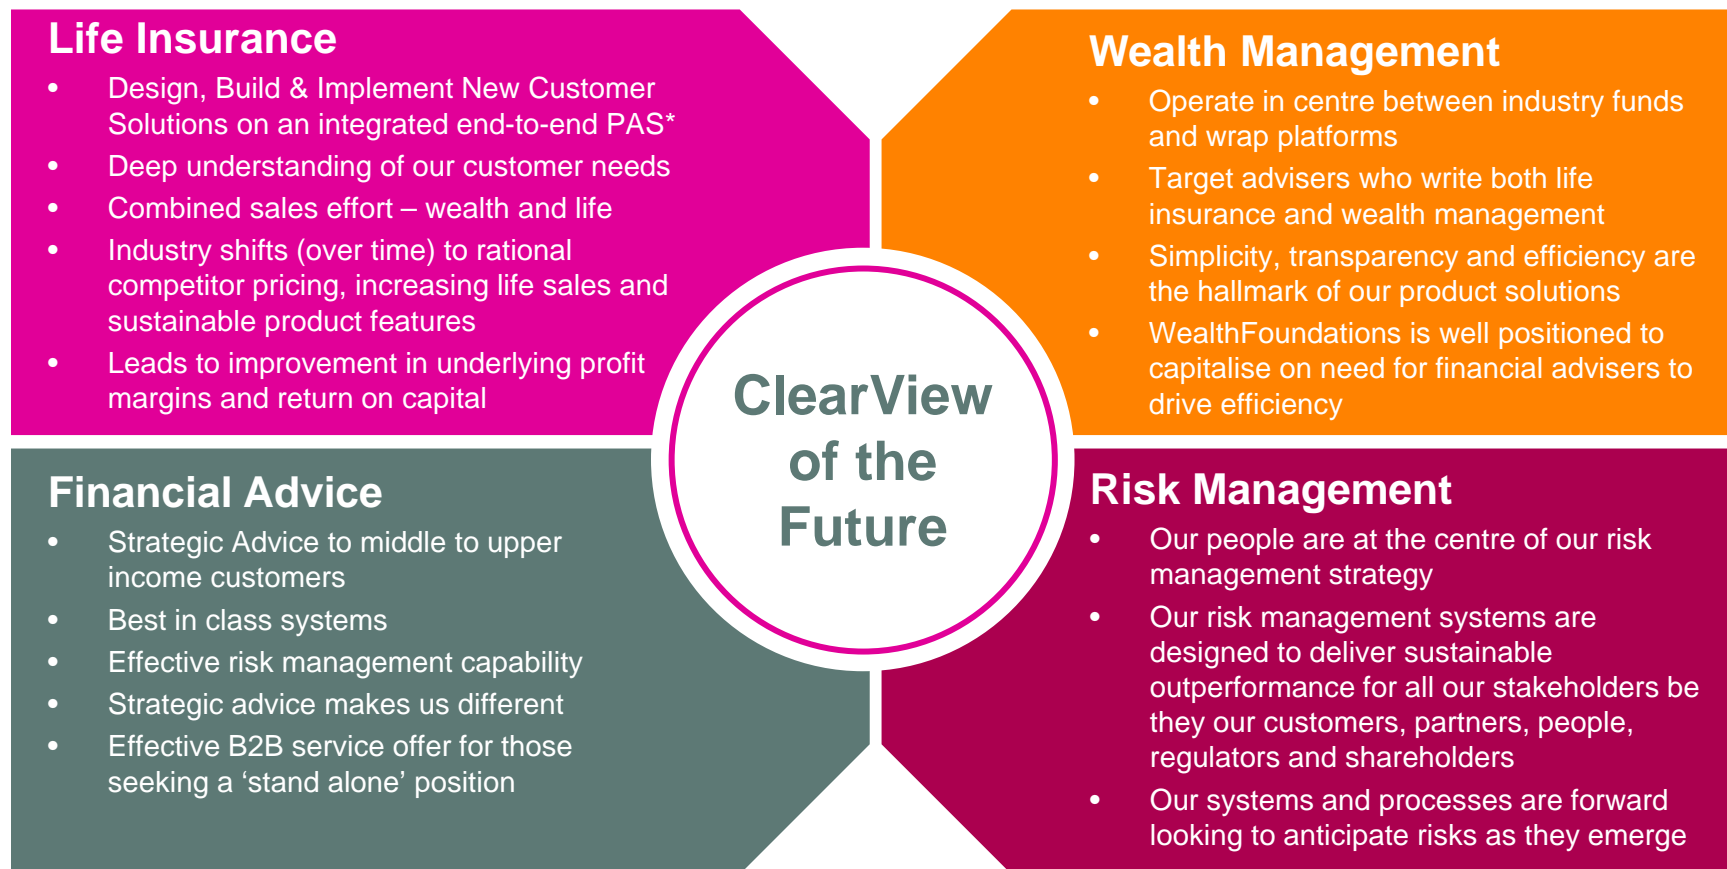 Life Insurance
• Design, Build & Implement New Customer
Solutions on an integrated end-to-end PAS*
• Deep understanding of our customer needs
• Combined sales effort – wealth and life
• Industry shifts (over time) to rational
competitor pricing, increasing life sales and
sustainable product features
• Leads to improvement in underlying profit
margins and return on capital
Wealth Management
• Operate in centre between industry funds
and wrap platforms
• Target advisers who write both life
insurance and wealth management
• Simplicity, transparency and efficiency are
the hallmark of our product solutions
• WealthFoundations is well positioned to
capitalise on need for financial advisers to
drive efficiency
ClearView
of the
Future
Financial Advice
• Strategic Advice to middle to upper
income customers
• Best in class systems
• Effective risk management capability
• Strategic advice makes us different
• Effective B2B service offer for those
seeking a ‘stand alone’ position
Risk Management
• Our people are at the centre of our risk
management strategy
• Our risk management systems are
designed to deliver sustainable
outperformance for all our stakeholders be
they our customers, partners, people,
regulators and shareholders
• Our systems and processes are forward
looking to anticipate risks as they emerge